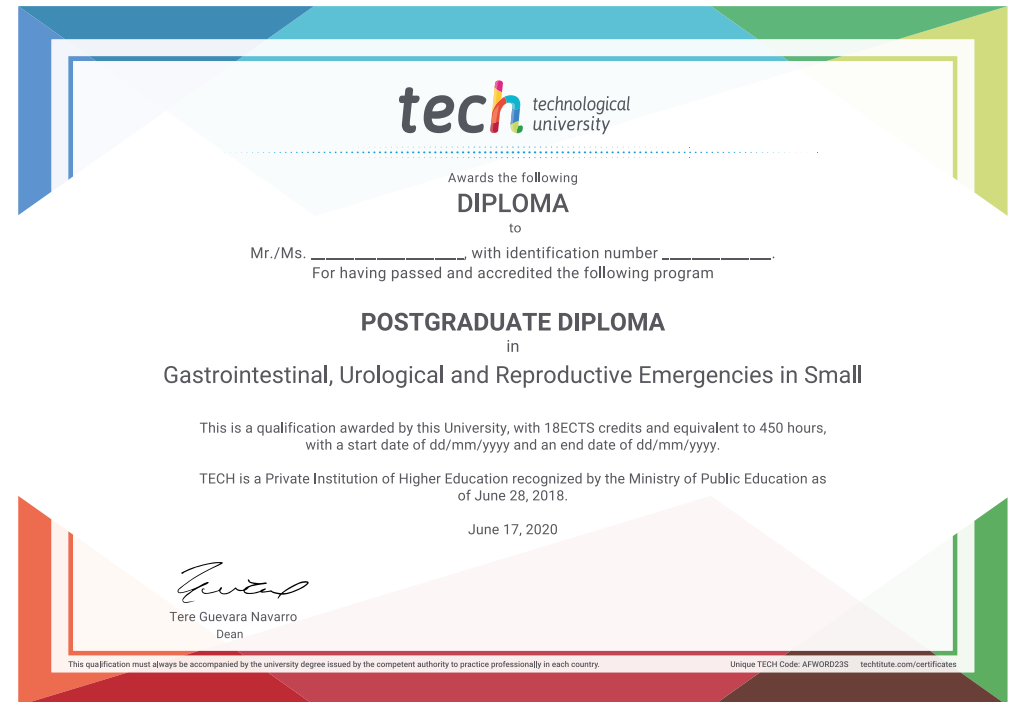 tech technological
university
Awards the following
DIPLOMA
to
Mr./Ms. ____________________, with identification number ______________.
For having passed and accredited the following program
POSTGRADUATE DIPLOMA
in
Gastrointestinal, Urological and Reproductive Emergencies in Small
This is a qualification awarded by this University, with 18ECTS credits and equivalent to 450 hours,
with a start date of dd/mm/yyyy and an end date of dd/mm/yyyy.
TECH is a Private Institution of Higher Education recognized by the Ministry of Public Education as
of June 28, 2018.
June 17, 2020
Tere Guevara Navarro
Dean
This qualification must always be accompanied by the university degree issued by the competent authority to practice professionally in each country. Unique TECH Code: AFWORD23S techtitute.com/certificates